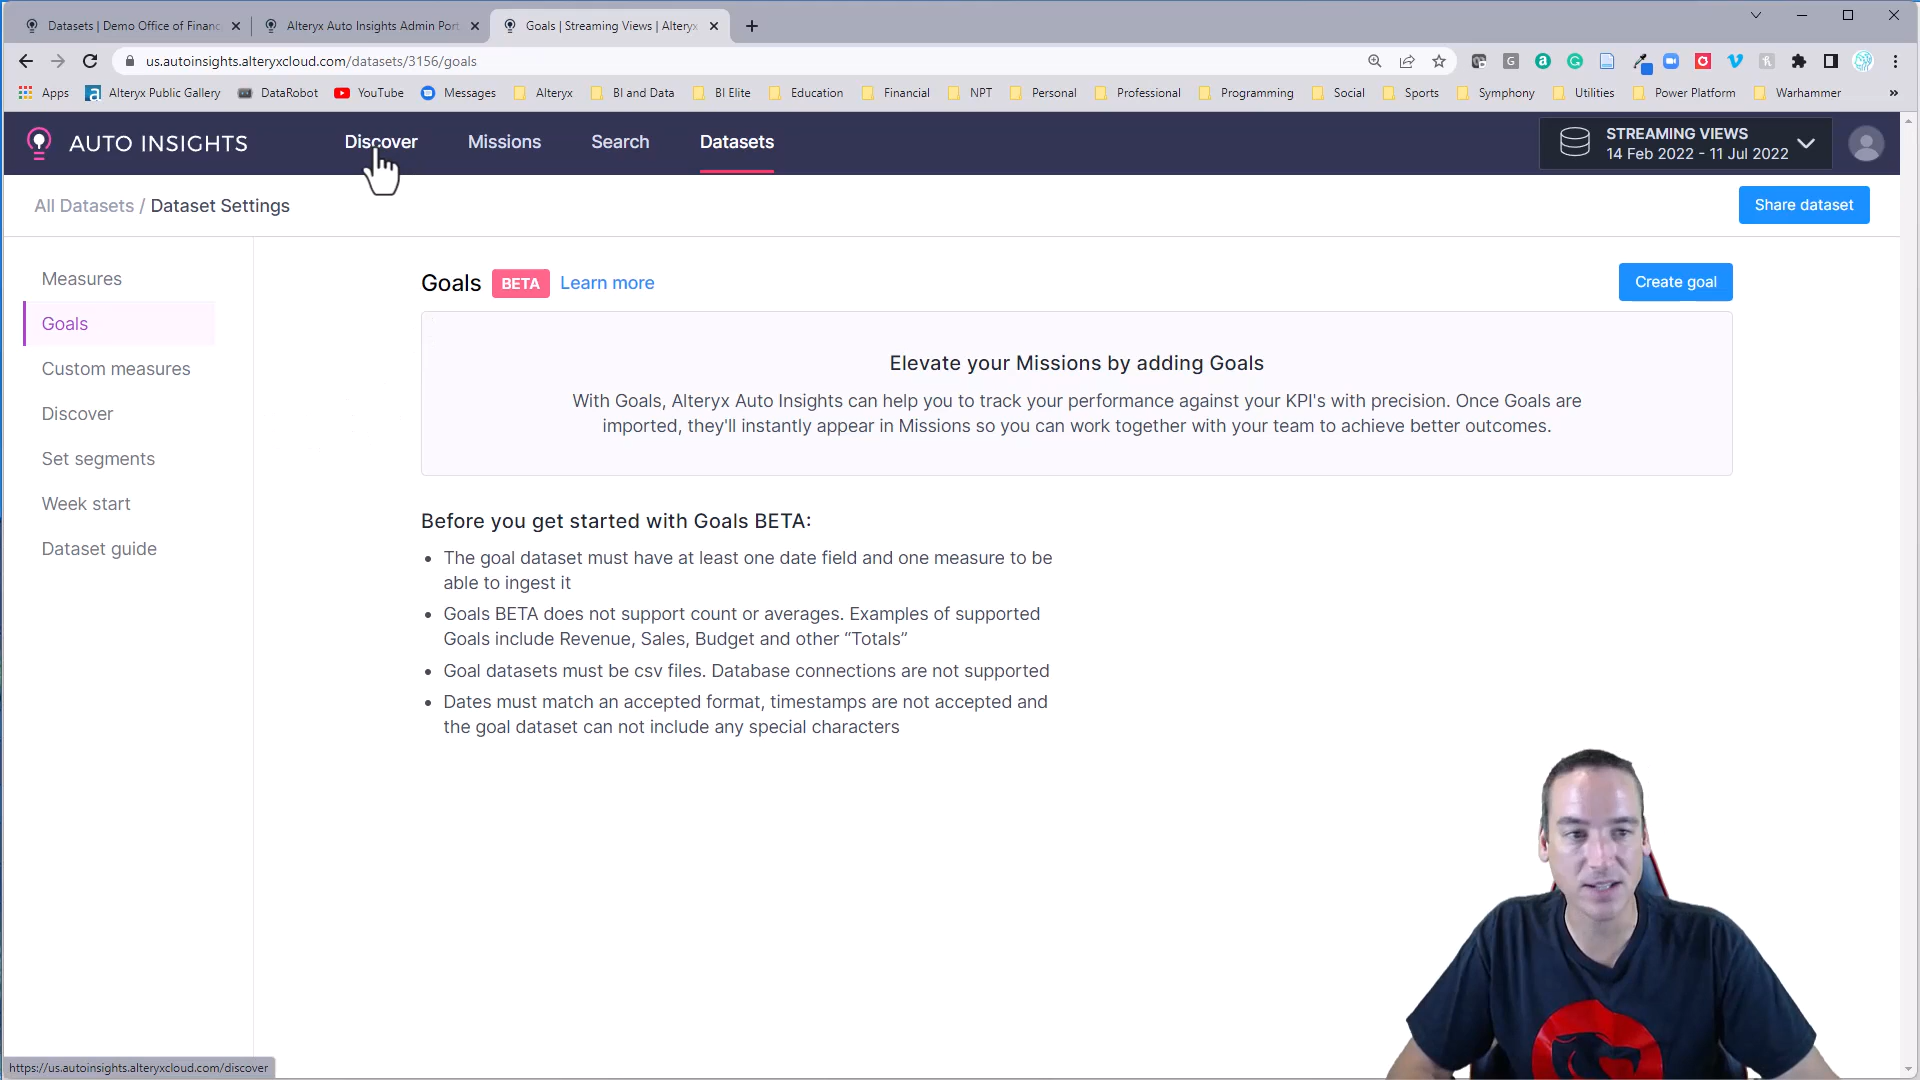 Datasets | Demo Office of Financ
Alteryx Auto Insights Admin Port
Goals | Streaming Views | Alteryx
us.autoinsights.alteryxcloud.com/datasets/3156/goals
Apps
Alteryx Public Gallery
DataRobot
YouTube
Messages
Alteryx
BI and Data
BI Elite
Education
Financial
NPT
Personal
Professional
Programming
Social
Sports
Symphony
Utilities
Power Platform
Warhammer
AUTO INSIGHTS
Discover
Missions
Search
Datasets
STREAMING VIEWS
14 Feb 2022 - 11 Jul 2022
All Datasets / Dataset Settings
Share dataset
Measures
Goals
Custom measures
Discover
Set segments
Week start
Dataset guide
Goals BETA Learn more
Create goal
Elevate your Missions by adding Goals
With Goals, Alteryx Auto Insights can help you to track your performance against your KPI's with precision. Once Goals are
imported, they'll instantly appear in Missions so you can work together with your team to achieve better outcomes.
Before you get started with Goals BETA:
• The goal dataset must have at least one date field and one measure to be
able to ingest it
• Goals BETA does not support count or averages. Examples of supported
Goals include Revenue, Sales, Budget and other “Totals”
• Goal datasets must be csv files. Database connections are not supported
• Dates must match an accepted format, timestamps are not accepted and
the goal dataset can not include any special characters
https://us.autoinsights.alteryxcloud.com/discover